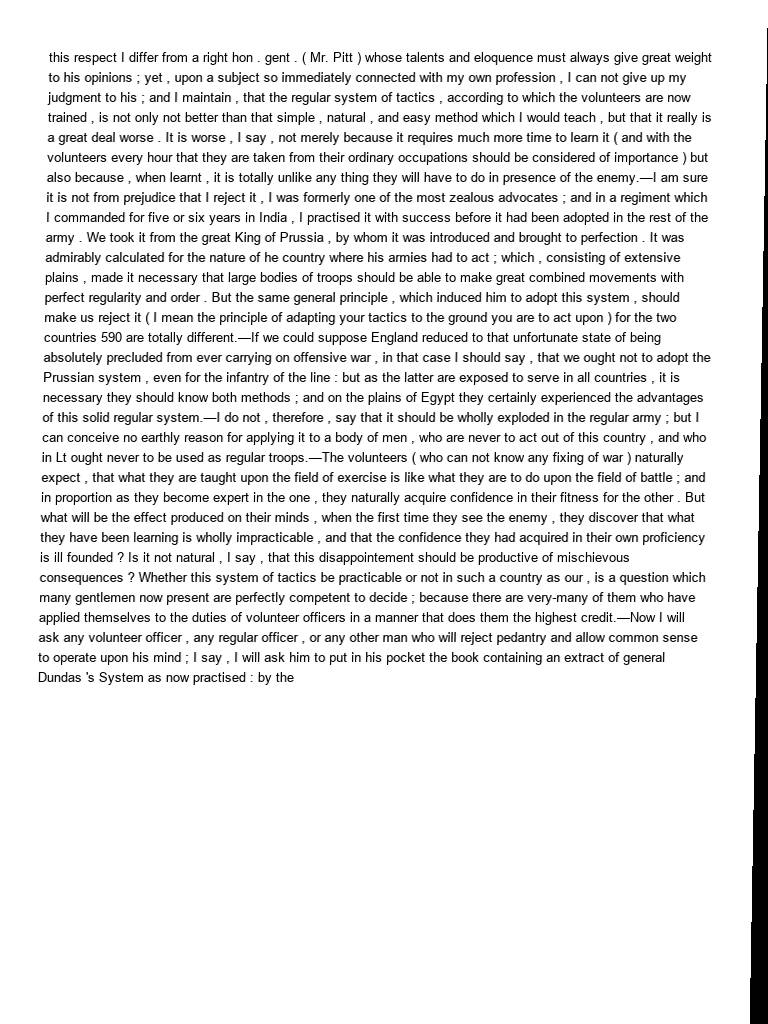 this respect I differ from a right hon . gent . ( Mr. Pitt ) whose talents and eloquence must always give great weight
to his opinions ; yet , upon a subject so immediately connected with my own profession , I can not give up my
judgment to his ; and I maintain , that the regular system of tactics , according to which the volunteers are now
trained , is not only not better than that simple , natural , and easy method which I would teach , but that it really is
a great deal worse . It is worse , I say , not merely because it requires much more time to learn it ( and with the
volunteers every hour that they are taken from their ordinary occupations should be considered of importance ) but
also because , when learnt , it is totally unlike any thing they will have to do in presence of the enemy.—I am sure
it is not from prejudice that I reject it , I was formerly one of the most zealous advocates ; and in a regiment which
I commanded for five or six years in India , I practised it with success before it had been adopted in the rest of the
army . We took it from the great King of Prussia , by whom it was introduced and brought to perfection . It was
admirably calculated for the nature of he country where his armies had to act ; which , consisting of extensive
plains , made it necessary that large bodies of troops should be able to make great combined movements with
perfect regularity and order . But the same general principle , which induced him to adopt this system , should
make us reject it ( I mean the principle of adapting your tactics to the ground you are to act upon ) for the two
countries 590 are totally different.—If we could suppose England reduced to that unfortunate state of being
absolutely precluded from ever carrying on offensive war , in that case I should say , that we ought not to adopt the
Prussian system , even for the infantry of the line : but as the latter are exposed to serve in all countries , it is
necessary they should know both methods ; and on the plains of Egypt they certainly experienced the advantages
of this solid regular system.—I do not , therefore , say that it should be wholly exploded in the regular army ; but I
can conceive no earthly reason for applying it to a body of men , who are never to act out of this country , and who
in Lt ought never to be used as regular troops.—The volunteers ( who can not know any fixing of war ) naturally
expect , that what they are taught upon the field of exercise is like what they are to do upon the field of battle ; and
in proportion as they become expert in the one , they naturally acquire confidence in their fitness for the other . But
what will be the effect produced on their minds , when the first time they see the enemy , they discover that what
they have been learning is wholly impracticable , and that the confidence they had acquired in their own proficiency
is ill founded ? Is it not natural , I say , that this disappointement should be productive of mischievous
consequences ? Whether this system of tactics be practicable or not in such a country as our , is a question which
many gentlemen now present are perfectly competent to decide ; because there are very-many of them who have
applied themselves to the duties of volunteer officers in a manner that does them the highest credit.—Now I will
ask any volunteer officer , any regular officer , or any other man who will reject pedantry and allow common sense
to operate upon his mind ; I say , I will ask him to put in his pocket the book containing an extract of general
Dundas 's System as now practised : by the